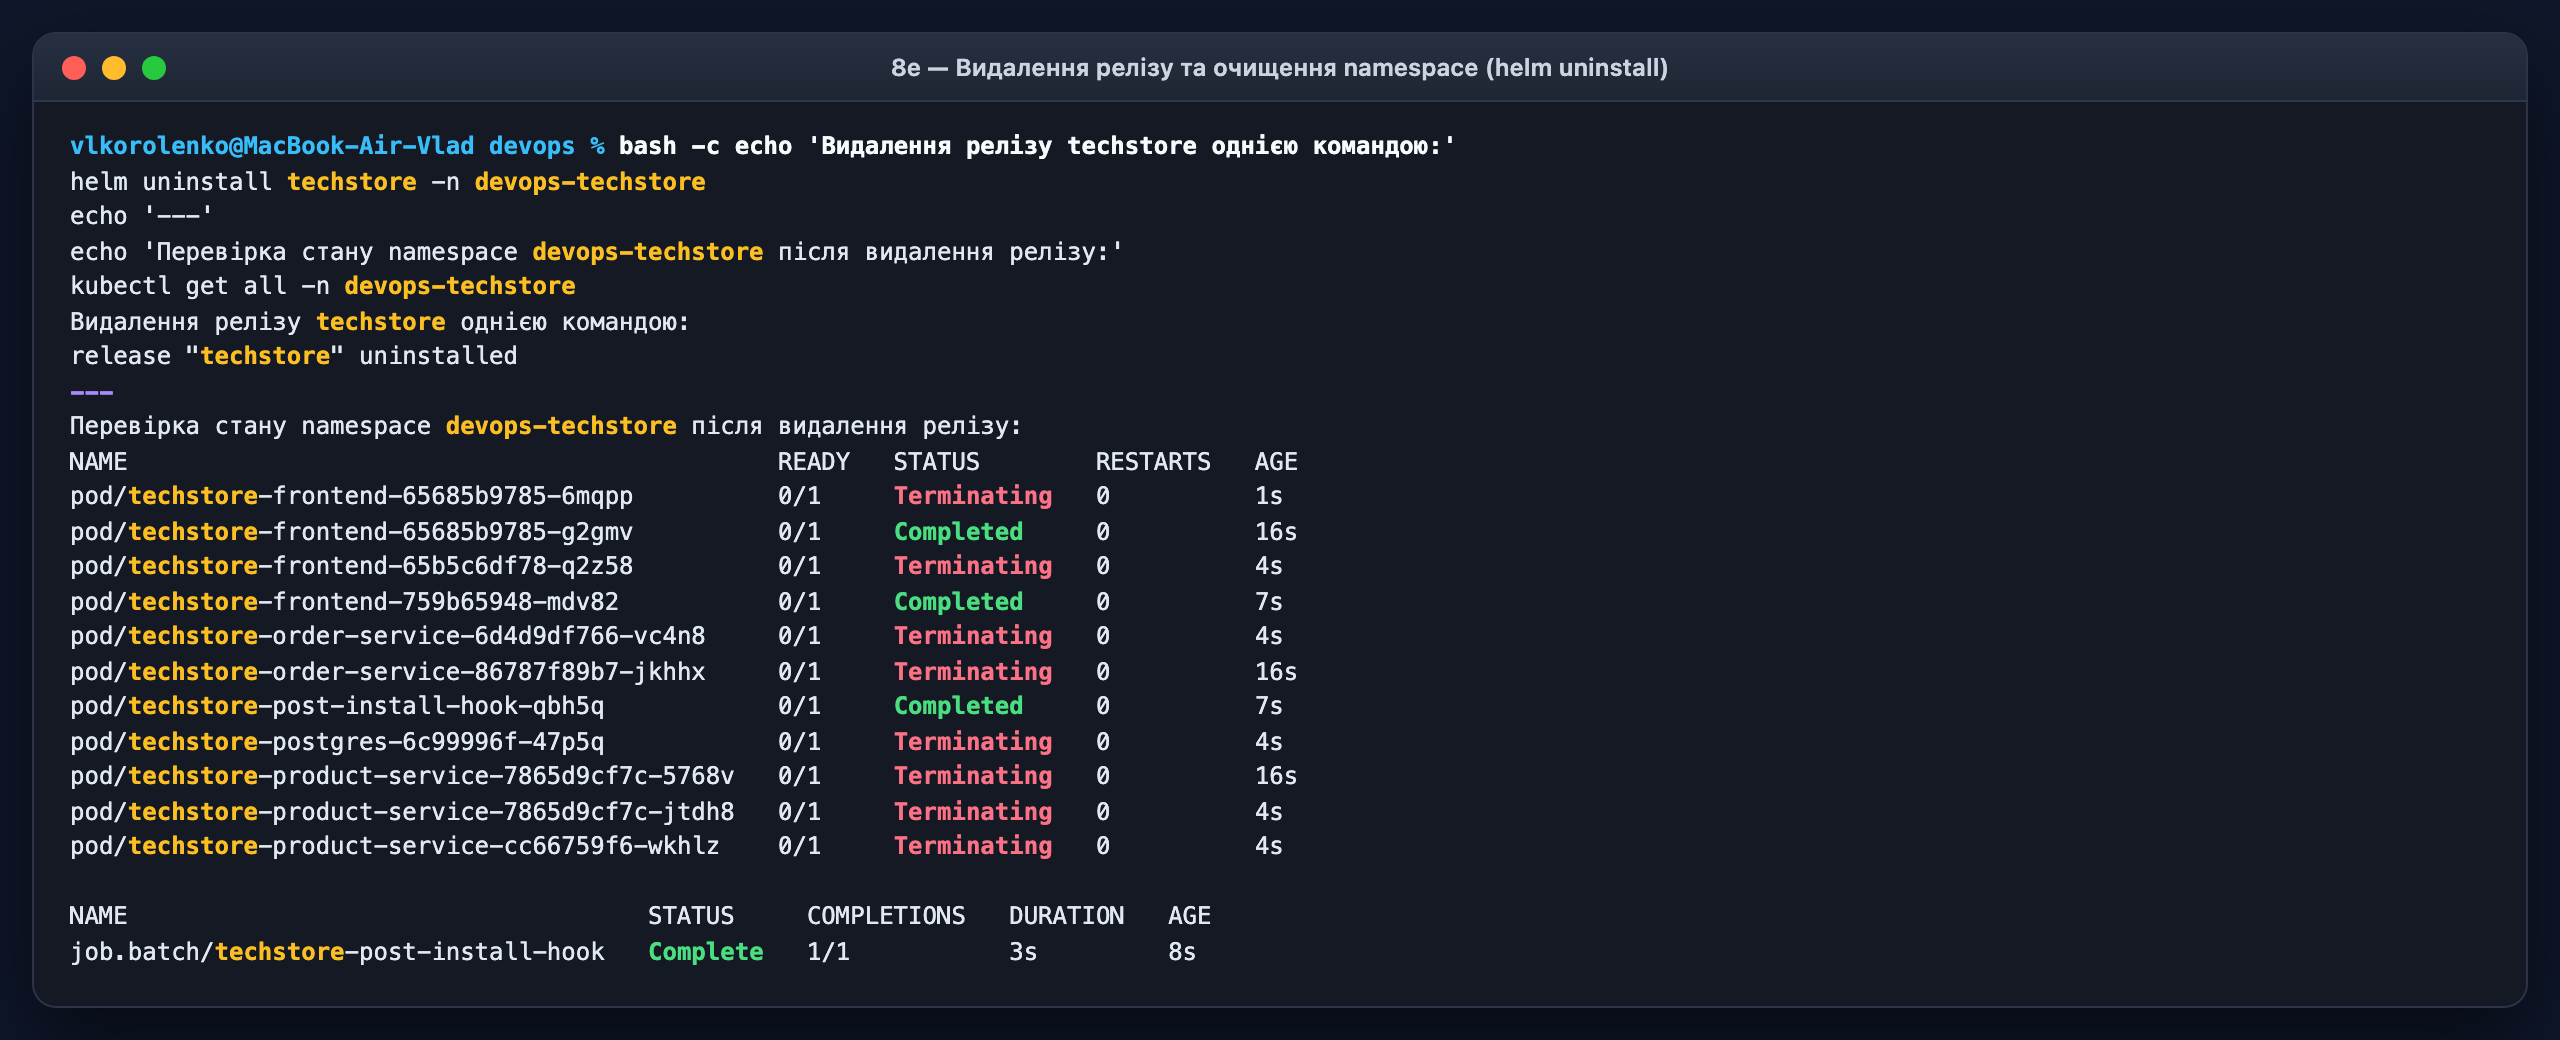 8e — Видалення релізу та очищення namespace (helm uninstall)
vlkorolenko@MacBook-Air-Vlad devops % bash -c echo 'Видалення релізу techstore однією командою:'
helm uninstall techstore -n devops-techstore
echo '---'
echo 'Перевірка стану namespace devops-techstore після видалення релізу:'
kubectl get all -n devops-techstore
Видалення релізу techstore однією командою:
release "techstore" uninstalled
---
Перевірка стану namespace devops-techstore після видалення релізу:
NAME READY STATUS RESTARTS AGE
pod/techstore-frontend-65685b9785-6mqpp 0/1 Terminating 0 1s
pod/techstore-frontend-65685b9785-g2gmv 0/1 Completed 0 16s
pod/techstore-frontend-65b5c6df78-q2z58 0/1 Terminating 0 4s
pod/techstore-frontend-759b65948-mdv82 0/1 Completed 0 7s
pod/techstore-order-service-6d4d9df766-vc4n8 0/1 Terminating 0 4s
pod/techstore-order-service-86787f89b7-jkhhx 0/1 Terminating 0 16s
pod/techstore-post-install-hook-qbh5q 0/1 Completed 0 7s
pod/techstore-postgres-6c99996f-47p5q 0/1 Terminating 0 4s
pod/techstore-product-service-7865d9cf7c-5768v 0/1 Terminating 0 16s
pod/techstore-product-service-7865d9cf7c-jtdh8 0/1 Terminating 0 4s
pod/techstore-product-service-cc66759f6-wkhlz 0/1 Terminating 0 4s
NAME STATUS COMPLETIONS DURATION AGE
job.batch/techstore-post-install-hook Complete 1/1 3s 8s